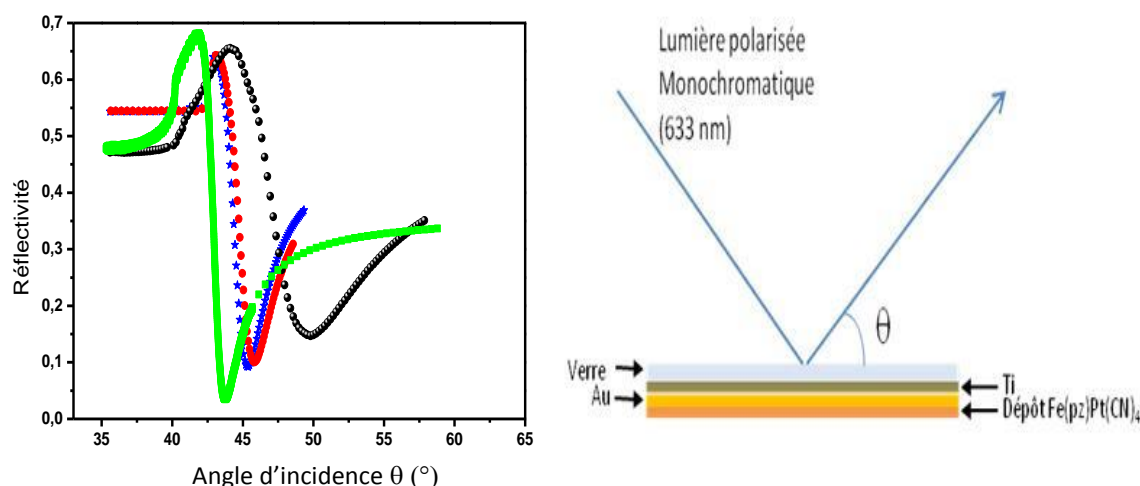 0,7
0,6
0,5
0,4
0,3
0,2
0,1
0,0
35 40 45 50 55 60 65
Réflectivité
Angle d’incidence θ (°)
Lumière polarisée
Monochromatique
(633 nm)
θ
Verre
Au
Ti
Dépôt Fe(pz)Pt(CN)₄